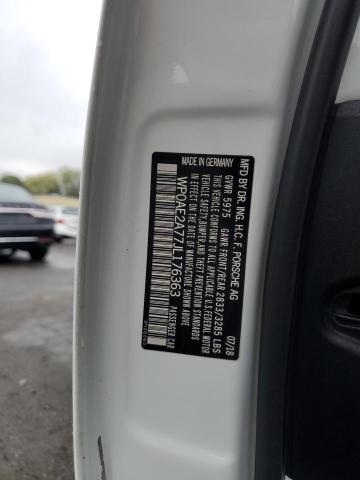 MFD BY DR. ING. H.C. F. PORSCHE AG
MADE IN GERMANY 07/18
GVWR 5975 GAWR FRONT/REAR 2833/3285 LBS
THIS VEHICLE CONFORMS TO ALL APPLICABLE U.S. FEDERAL MOTOR
VEHICLE SAFETY, BUMPER, AND THEFT PREVENTION STANDARDS
IN EFFECT ON THE DATE OF MANUFACTURE SHOWN ABOVE
WP0AE2A77JL176363 PASSENGER CAR